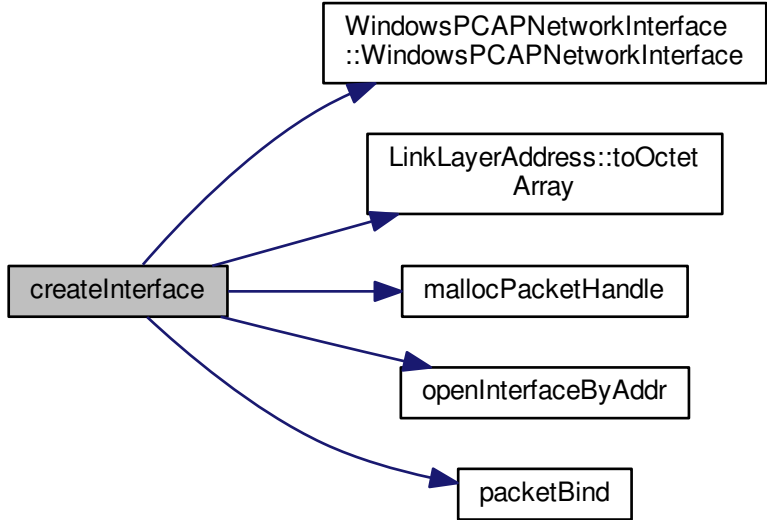 WindowsPCAPNetworkInterface
::WindowsPCAPNetworkInterface
LinkLayerAddress::toOctet
Array
createInterface
mallocPacketHandle
openInterfaceByAddr
packetBind